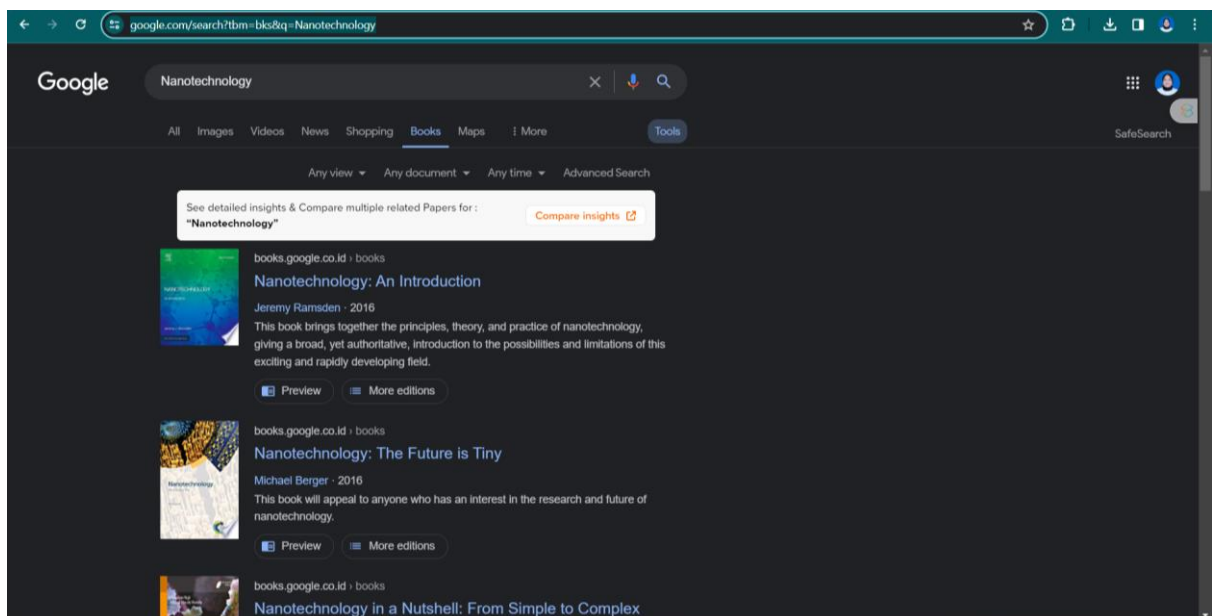 google.com/search?tbm=bks&q=Nanotechnology
Google
Nanotechnology
All Images Videos News Shopping Books Maps More Tools
SafeSearch
Any view Any document Any time Advanced Search
See detailed insights & Compare multiple related Papers for :
“Nanotechnology”
Compare insights
books.google.co.id › books
Nanotechnology: An Introduction
Jeremy Ramsden · 2016
This book brings together the principles, theory, and practice of nanotechnology,
giving a broad, yet authoritative, introduction to the possibilities and limitations of this
exciting and rapidly developing field.
Preview More editions
books.google.co.id › books
Nanotechnology: The Future is Tiny
Michael Berger · 2016
This book will appeal to anyone who has an interest in the research and future of
nanotechnology.
Preview More editions
Nanotechnology
books.google.co.id › books
Nanotechnology in a Nutshell: From Simple to Complex